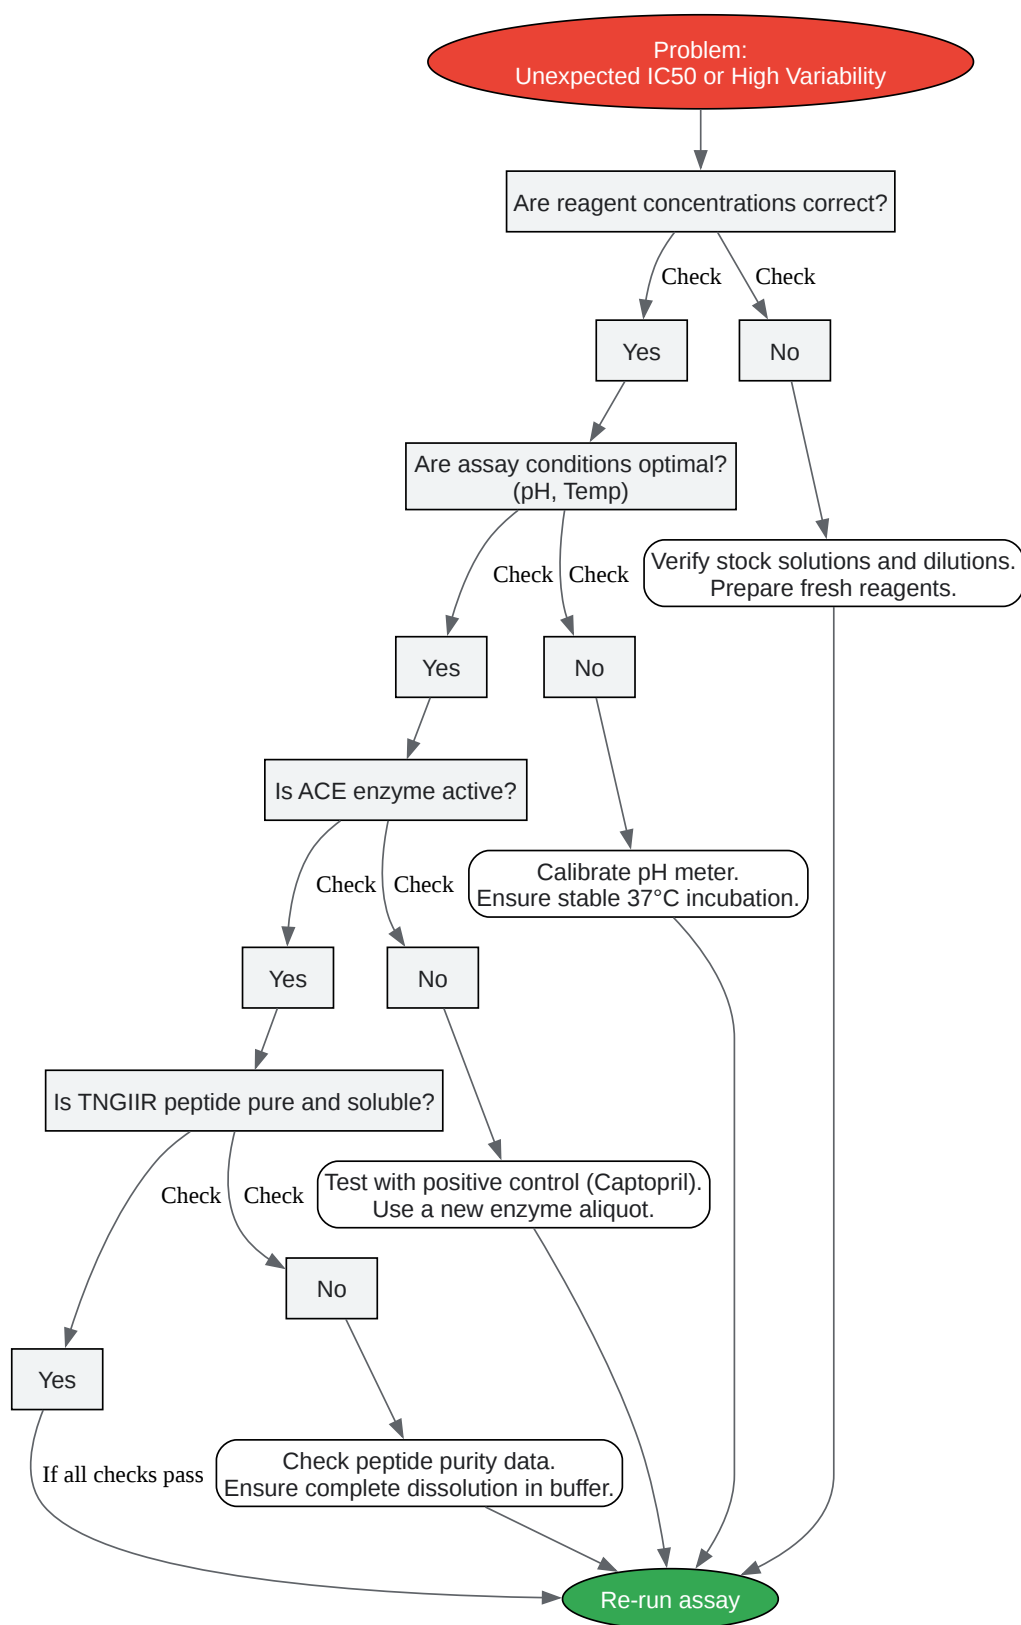 Problem:
Unexpected IC50 or High Variability
Are reagent concentrations correct?
Check
Check
Yes
No
Are assay conditions optimal?
(pH, Temp)
Verify stock solutions and dilutions.
Prepare fresh reagents.
Check
Check
Yes
No
Is ACE enzyme active?
Calibrate pH meter.
Ensure stable 37°C incubation.
Check
Check
Yes
No
Is TNGIIR peptide pure and soluble?
Test with positive control (Captopril).
Use a new enzyme aliquot.
Check
Check
No
Yes
Check peptide purity data.
Ensure complete dissolution in buffer.
If all checks pass
Re-run assay